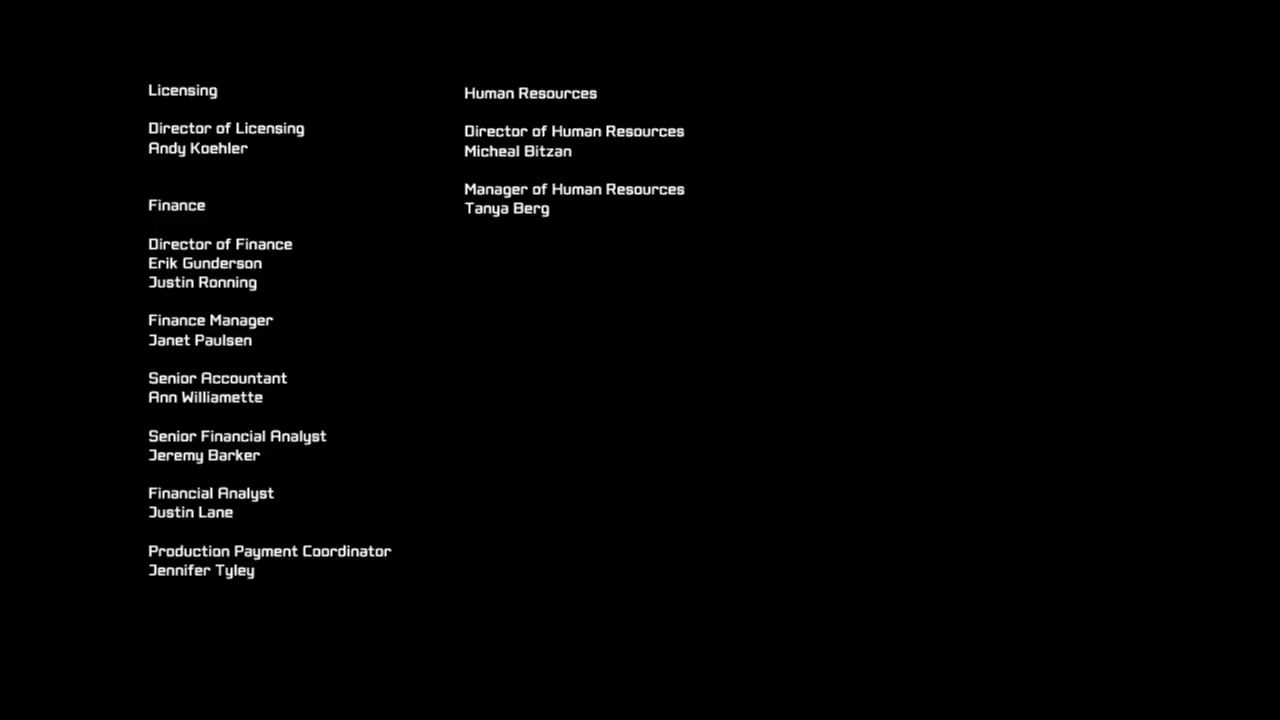 Licensing
Director of Licensing
Andy Koehler
Finance
Director of Finance
Erik Gunderson
Justin Ronning
Finance Manager
Janet Paulsen
Senior Accountant
Ann Williamette
Senior Financial Analyst
Jeremy Barker
Financial Analyst
Justin Lane
Production Payment Coordinator
Jennifer Tyley
Human Resources
Director of Human Resources
Micheal Bitzan
Manager of Human Resources
Tanya Berg